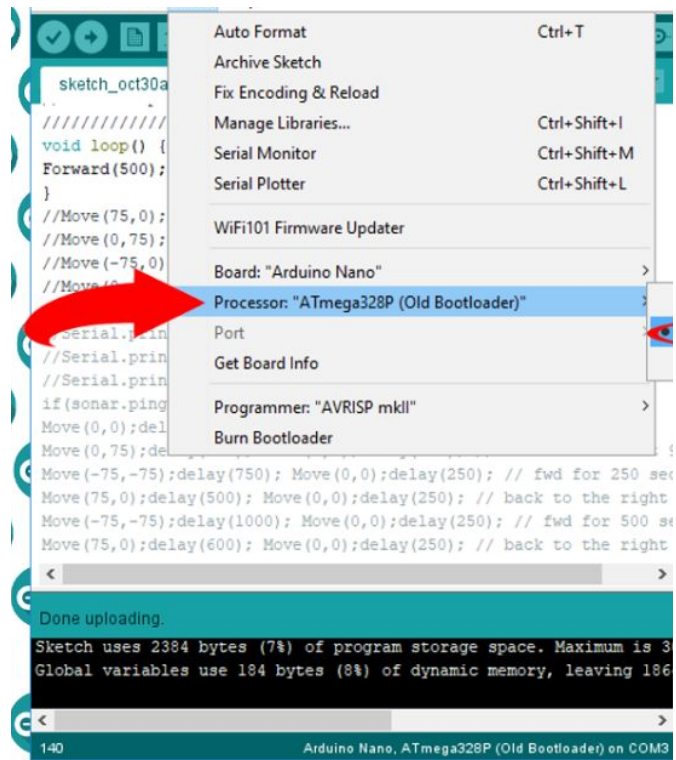 Auto Format Ctrl+T
Archive Sketch
sketch_oct30a
Fix Encoding & Reload
Manage Libraries... Ctrl+Shift+I
Serial Monitor Ctrl+Shift+M
Serial Plotter Ctrl+Shift+L
WiFi101 Firmware Updater
Board: "Arduino Nano"
Processor: "ATmega328P (Old Bootloader)"
Port
Get Board Info
Programmer: "AVRISP mkII"
Burn Bootloader
/////////////
void loop() {
Forward(500);
}
//Move(75,0);
//Move(0,75);
//Move(-75,0)
//Move
Serial.prin
//Serial.prin
//Serial.prin
if(sonar.ping
Move(0,0);del
Move(0,75);de
Move(-75,-75);delay(750); Move(0,0);delay(250); // fwd for 250 sec
Move(75,0);delay(500); Move(0,0);delay(250); // back to the right
Move(-75,-75);delay(1000); Move(0,0);delay(250); // fwd for 500 se
Move(75,0);delay(600); Move(0,0);delay(250); // back to the right
Done uploading.
Sketch uses 2384 bytes (7%) of program storage space. Maximum is 3
Global variables use 184 bytes (8%) of dynamic memory, leaving 186
140 Arduino Nano, ATmega328P (Old Bootloader) on COM3